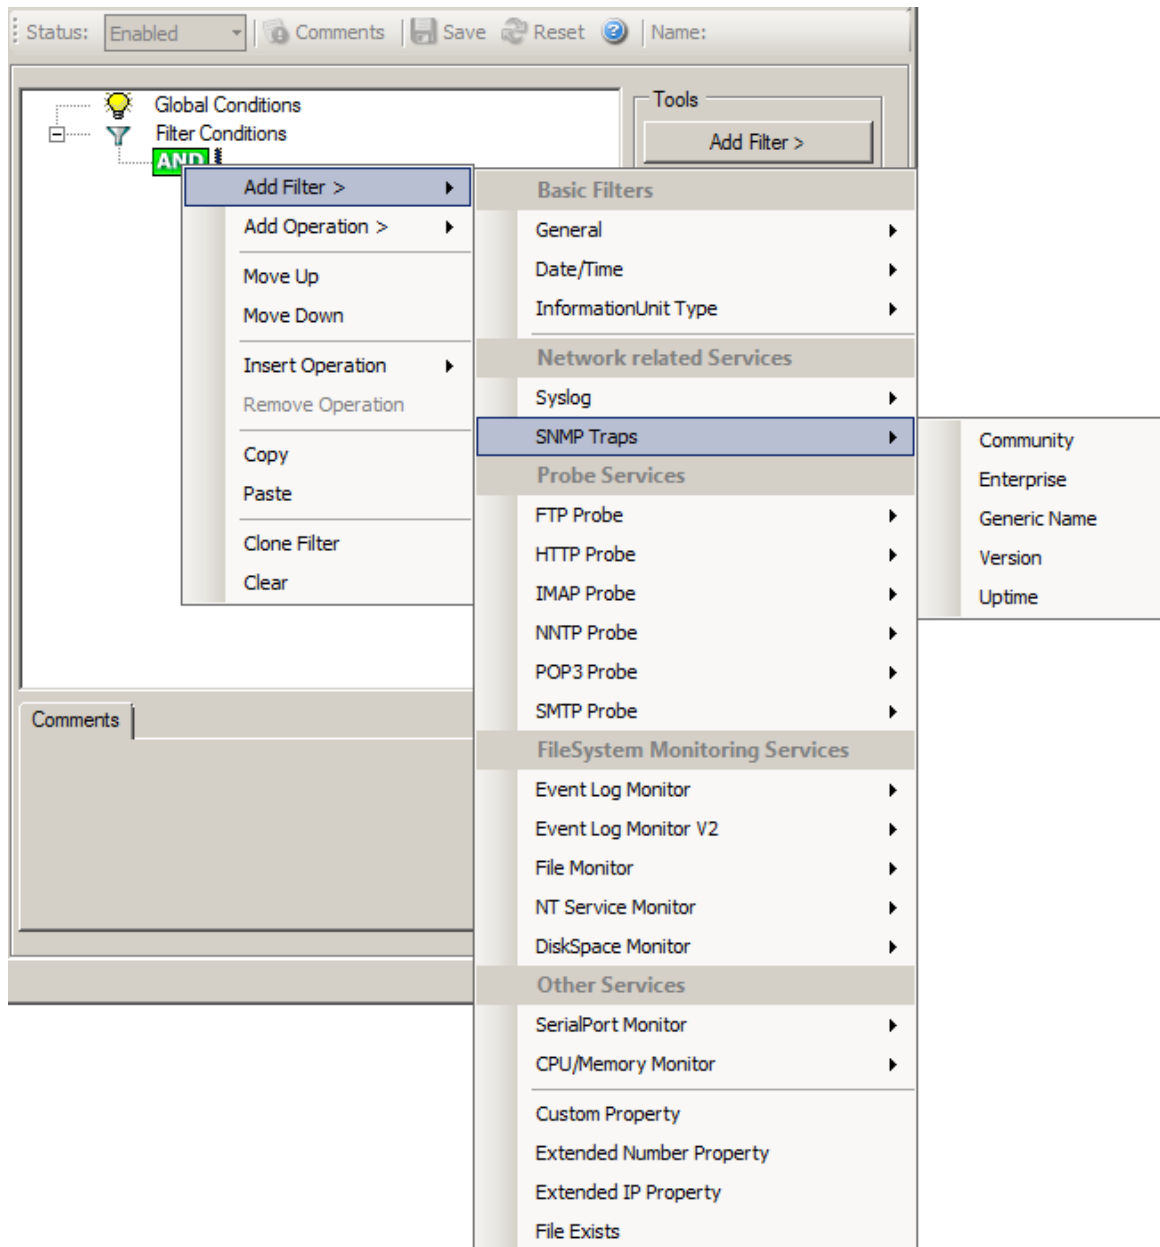 Status: Enabled Comments Save Reset Name:
Global Conditions
Filter Conditions
AND
Tools
Add Filter >
Add Filter >
Add Operation >
Move Up
Move Down
Insert Operation
Remove Operation
Copy
Paste
Clone Filter
Clear
Basic Filters
General
Date/Time
InformationUnit Type
Network related Services
Syslog
SNMP Traps
Probe Services
FTP Probe
HTTP Probe
IMAP Probe
NNTP Probe
POP3 Probe
SMTP Probe
FileSystem Monitoring Services
Event Log Monitor
Event Log Monitor V2
File Monitor
NT Service Monitor
DiskSpace Monitor
Other Services
SerialPort Monitor
CPU/Memory Monitor
Custom Property
Extended Number Property
Extended IP Property
File Exists
Community
Enterprise
Generic Name
Version
Uptime
Comments